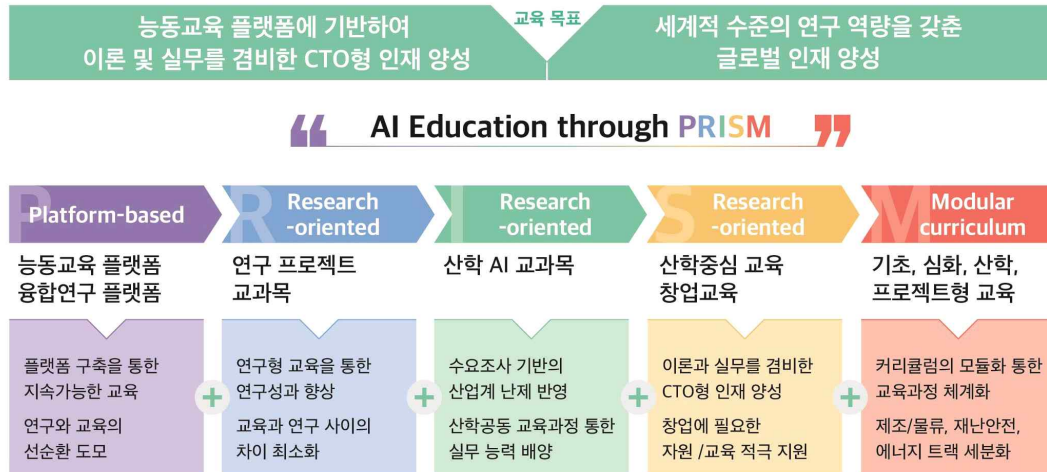 능동교육 플랫폼에 기반하여
이론 및 실무를 겸비한 CTO형 인재 양성
교육 목표
세계적 수준의 연구 역량을 갖춘
글로벌 인재 양성
“ AI Education through PRISM ”
P
Platform-based
R
Research
-oriented
I
Research
-oriented
S
Research
-oriented
M
Modular
curriculum
능동교육 플랫폼
융합연구 플랫폼
연구 프로젝트
교과목
산학 AI 교과목
산학중심 교육
창업교육
기초, 심화, 산학,
프로젝트형 교육
플랫폼 구축을 통한
지속가능한 교육
연구와 교육의
선순환 도모
+
연구형 교육을 통한
연구성과 향상
교육과 연구 사이의
차이 최소화
+
수요조사 기반의
산업계 난제 반영
산학공동 교육과정 통한
실무 능력 배양
+
이론과 실무를 겸비한
CTO형 인재 양성
창업에 필요한
자원 /교육 적극 지원
+
커리큘럼의 모듈화 통한
교육과정 체계화
제조/물류, 재난안전,
에너지 트랙 세분화